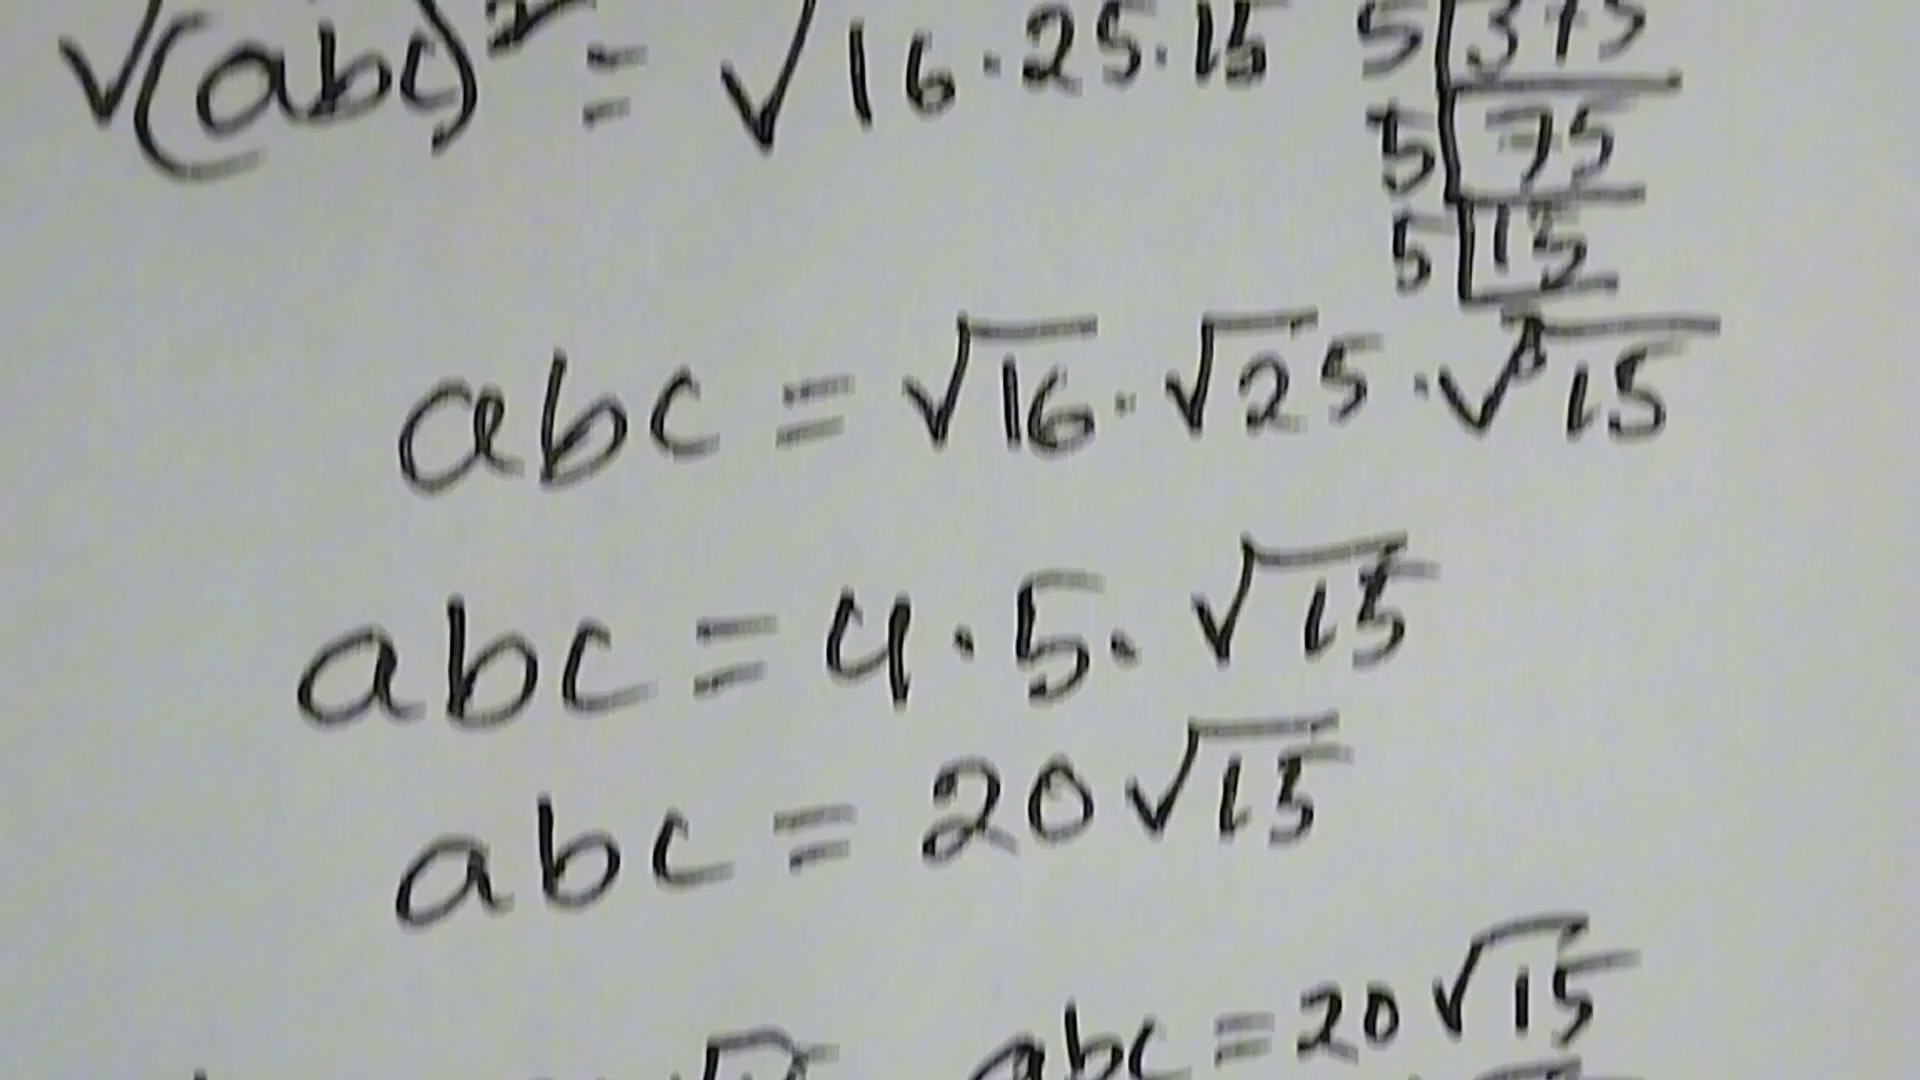 √(abc)² = √16·25·15
5|375
5|75
5|15
abc = √16·√25·√15
abc = 4·5·√15
abc = 20√15
abc = 20√15